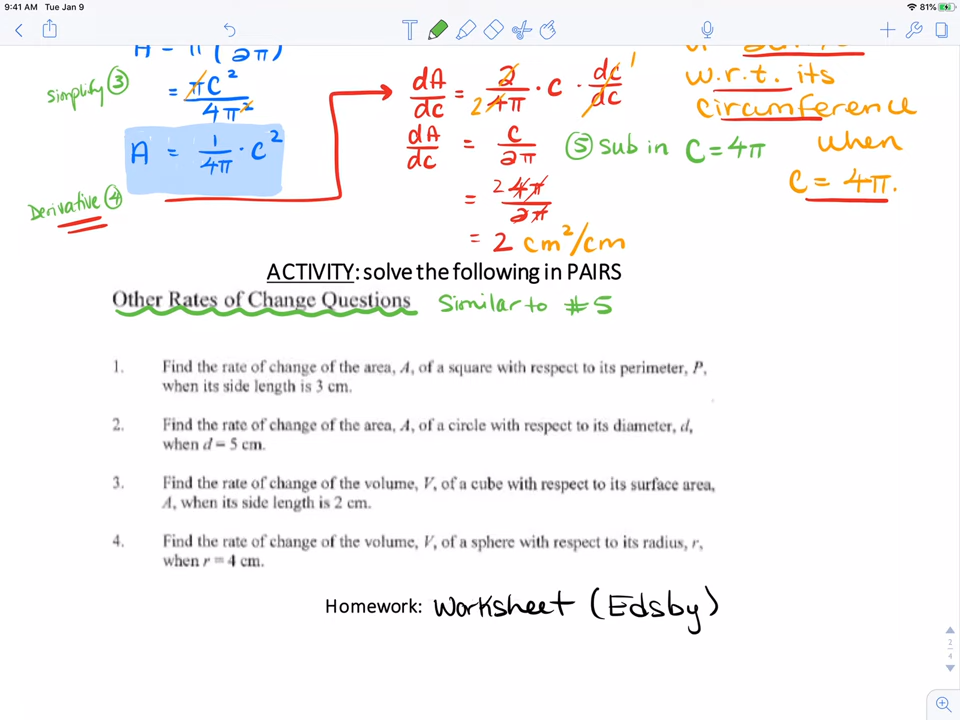 9:41 AM Tue Jan 9
81%
T
simplify ③
= πC²
4π²
A = 1/4π · C²
Derivative ④
dA/dC = 2/4π · C · dC/dC 1
2
dA/dC = C/2π
⑤ Sub in C = 4π
= 2 4π/2π
= 2 cm²/cm
w.r.t. its
circumference
when
C = 4π.
ACTIVITY: solve the following in PAIRS
Other Rates of Change Questions Similar to #5
1. Find the rate of change of the area, A, of a square with respect to its perimeter, P,
when its side length is 3 cm.
2. Find the rate of change of the area, A, of a circle with respect to its diameter, d,
when d = 5 cm.
3. Find the rate of change of the volume, V, of a cube with respect to its surface area,
A, when its side length is 2 cm.
4. Find the rate of change of the volume, V, of a sphere with respect to its radius, r,
when r = 4 cm.
Homework: Worksheet (Edsby)
2
4